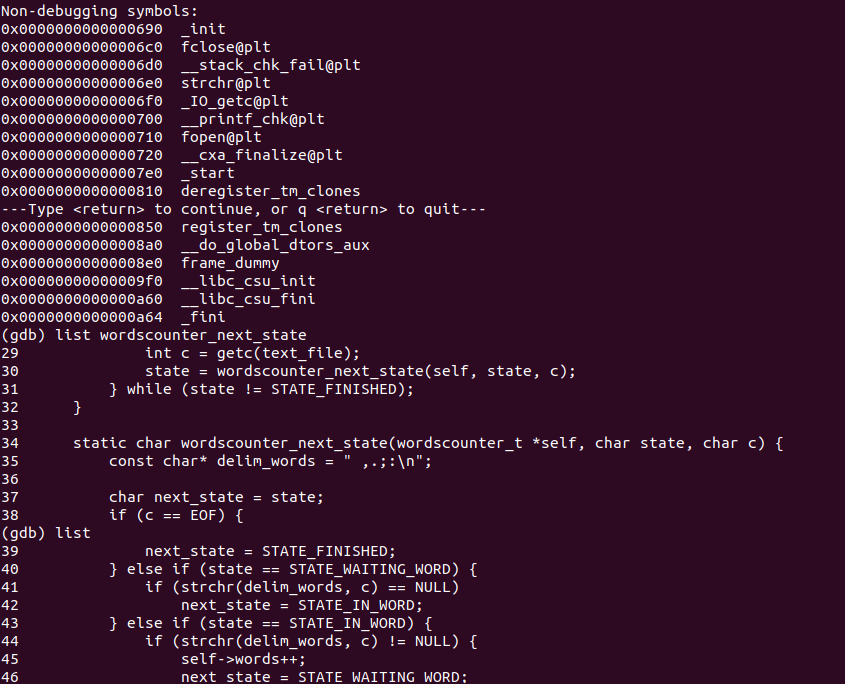 Non-debugging symbols:
0x0000000000000690  _init
0x00000000000006c0  fclose@plt
0x00000000000006d0  __stack_chk_fail@plt
0x00000000000006e0  strchr@plt
0x00000000000006f0  _IO_getc@plt
0x0000000000000700  __printf_chk@plt
0x0000000000000710  fopen@plt
0x0000000000000720  __cxa_finalize@plt
0x00000000000007e0  _start
0x0000000000000810  deregister_tm_clones
---Type <return> to continue, or q <return> to quit---
0x0000000000000850  register_tm_clones
0x00000000000008a0  __do_global_dtors_aux
0x00000000000008e0  frame_dummy
0x00000000000009f0  __libc_csu_init
0x0000000000000a60  __libc_csu_fini
0x0000000000000a64  _fini
(gdb) list wordscounter_next_state
29              int c = getc(text_file);
30              state = wordscounter_next_state(self, state, c);
31          } while (state != STATE_FINISHED);
32      }
33
34      static char wordscounter_next_state(wordscounter_t *self, char state, char c) {
35          const char* delim_words = " ,.;:\n";
36
37          char next_state = state;
38          if (c == EOF) {
(gdb) list
39              next_state = STATE_FINISHED;
40          } else if (state == STATE_WAITING_WORD) {
41              if (strchr(delim_words, c) == NULL)
42                  next_state = STATE_IN_WORD;
43          } else if (state == STATE_IN_WORD) {
44              if (strchr(delim_words, c) != NULL) {
45                  self->words++;
46                  next_state = STATE_WAITING_WORD;